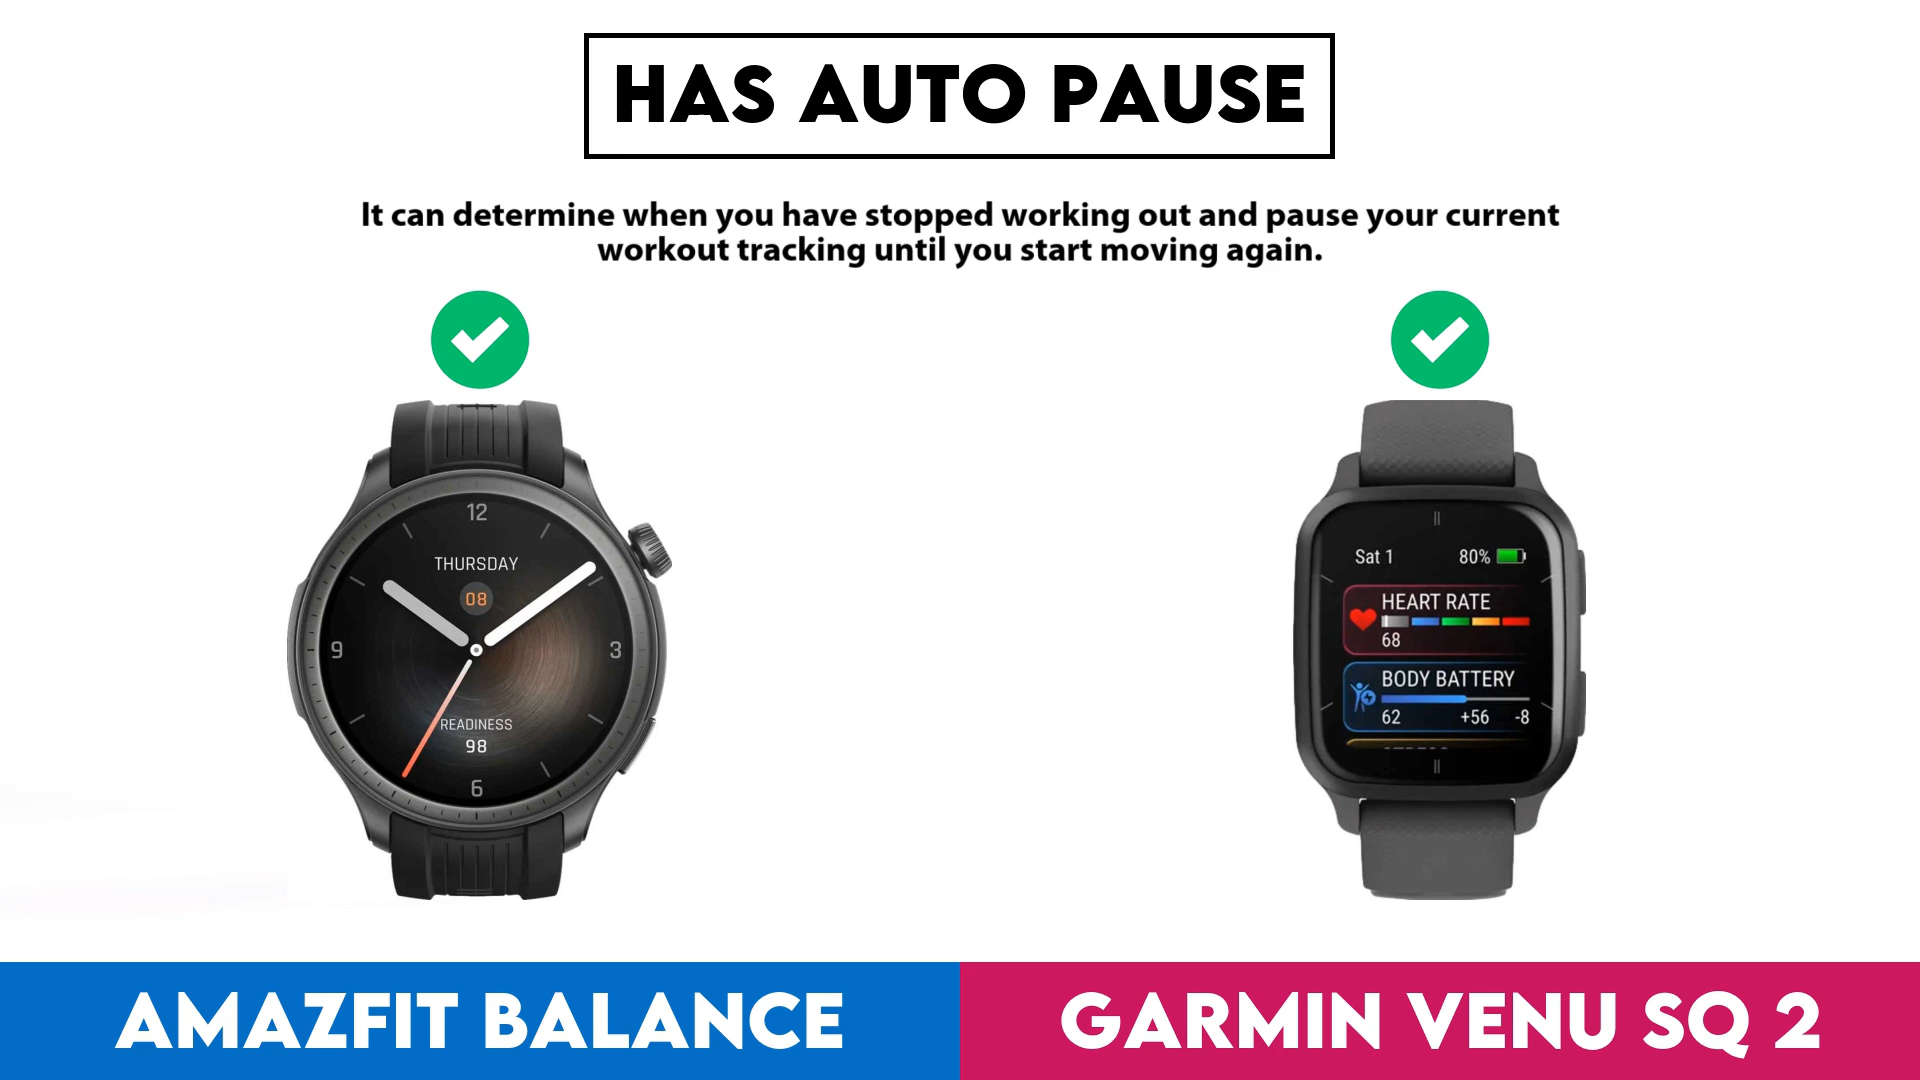 HAS AUTO PAUSE
It can determine when you have stopped working out and pause your current
workout tracking until you start moving again.
12
THURSDAY
08
9
3
READINESS
98
6
Sat 1
80%
HEART RATE
68
BODY BATTERY
62 +56 -8
AMAZFIT BALANCE
GARMIN VENU SQ 2